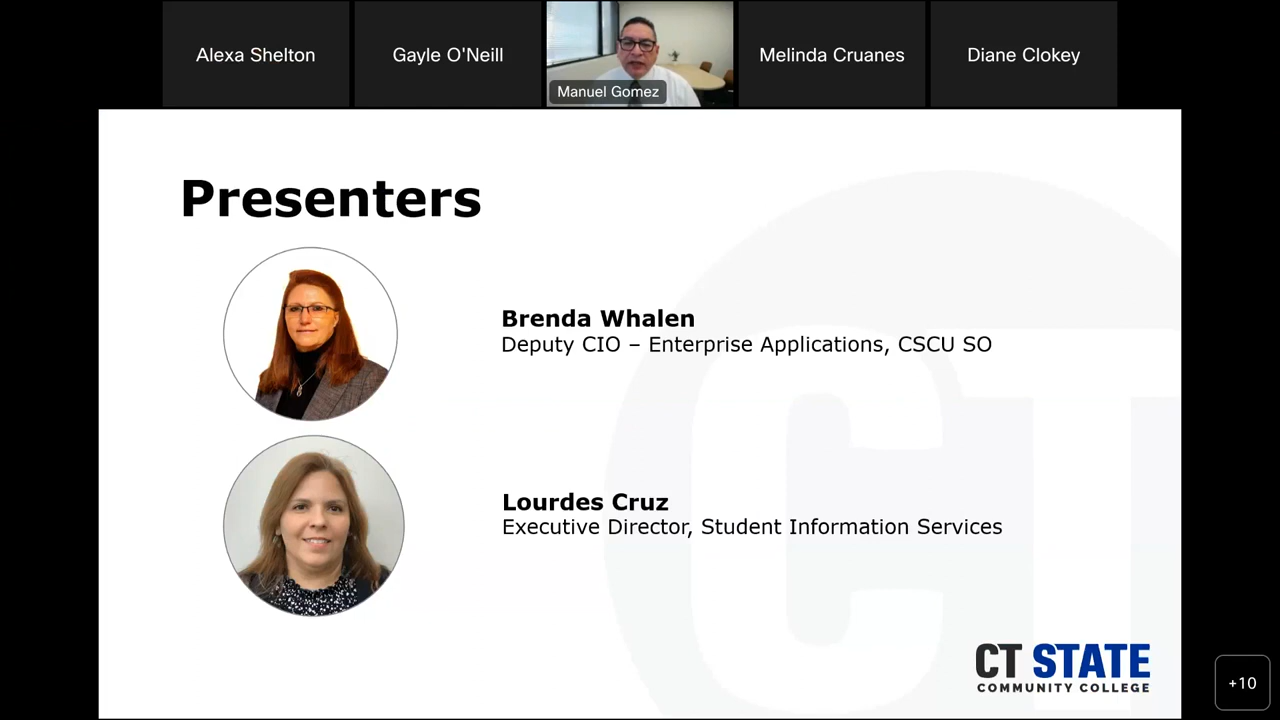 Alexa Shelton
Gayle O'Neill
Manuel Gomez
Melinda Cruanes
Diane Clokey
Presenters
Brenda Whalen
Deputy CIO – Enterprise Applications, CSCU SO
Lourdes Cruz
Executive Director, Student Information Services
CT
CT STATE
COMMUNITY COLLEGE
+10